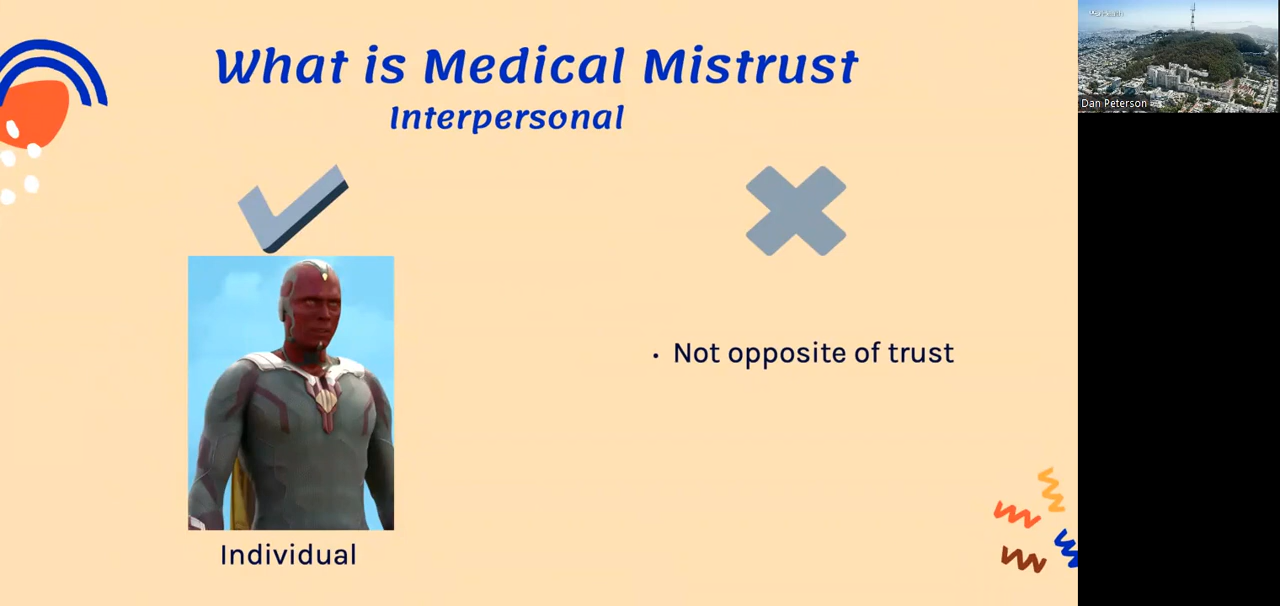 What is Medical Mistrust
Interpersonal
• Not opposite of trust
Individual
Dan Peterson